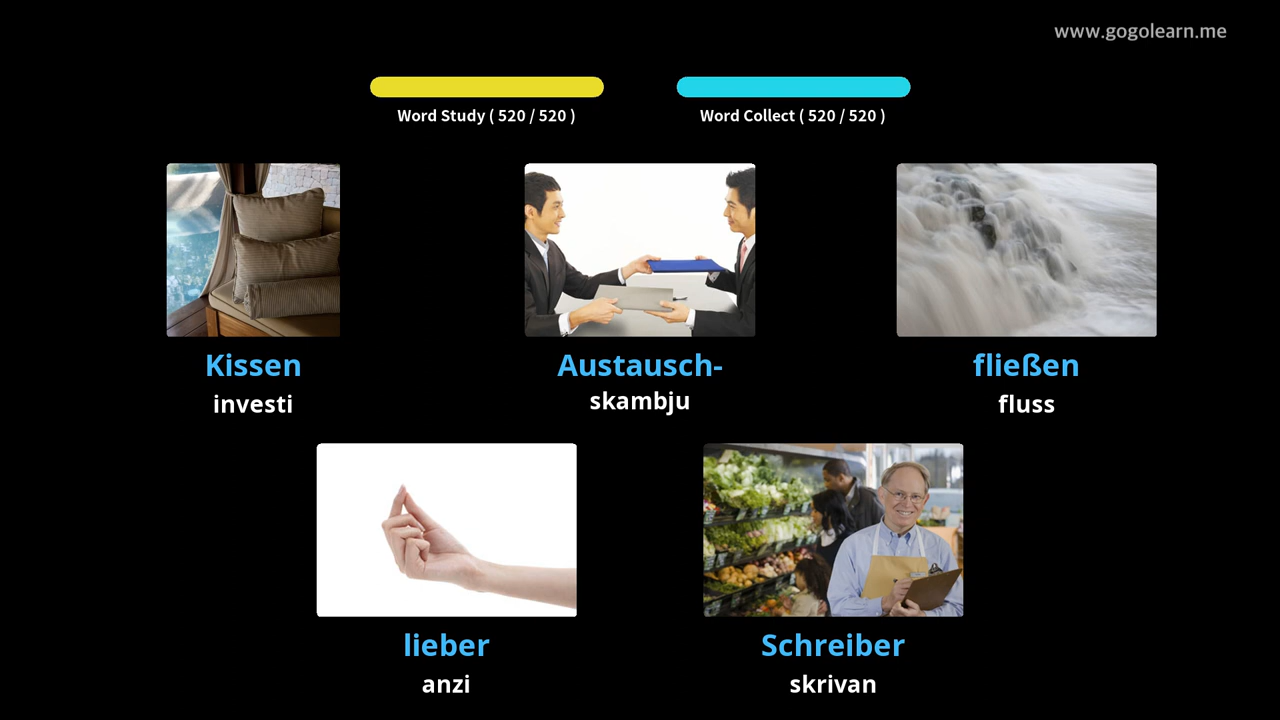 www.gogolearn.me
Word Study ( 520 / 520 )
Word Collect ( 520 / 520 )
Kissen
investi
Austausch-
skambju
fließen
fluss
lieber
anzi
Schreiber
skrivan